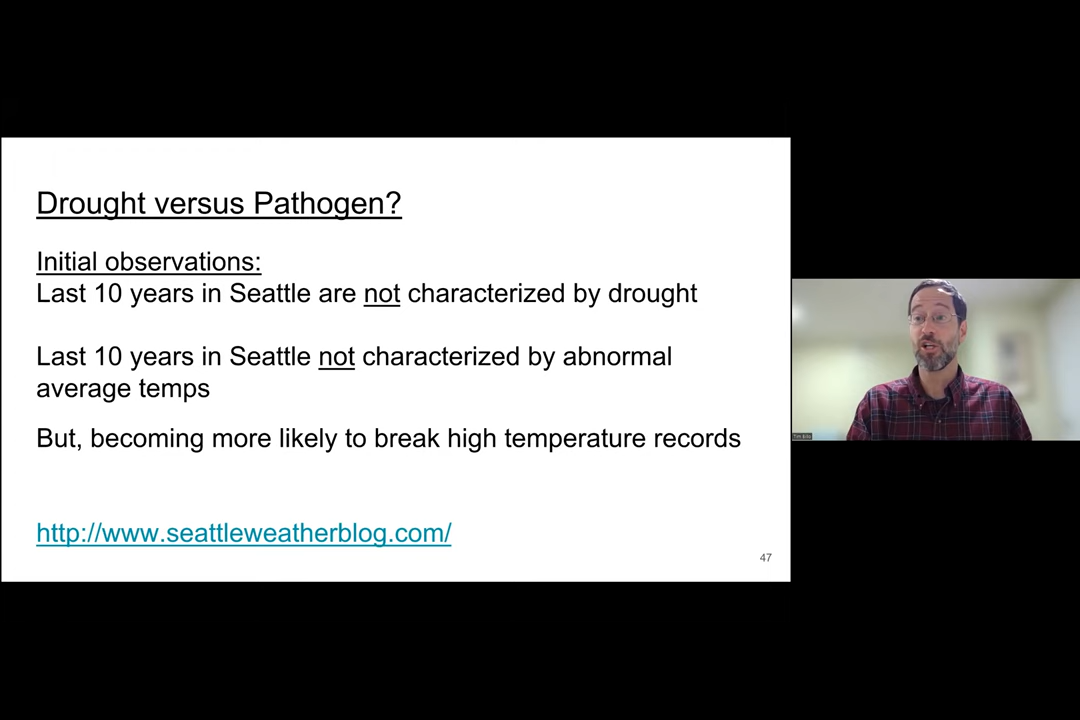 Drought versus Pathogen?
Initial observations:
Last 10 years in Seattle are not characterized by drought
Last 10 years in Seattle not characterized by abnormal
average temps
But, becoming more likely to break high temperature records
http://www.seattleweatherblog.com/
47